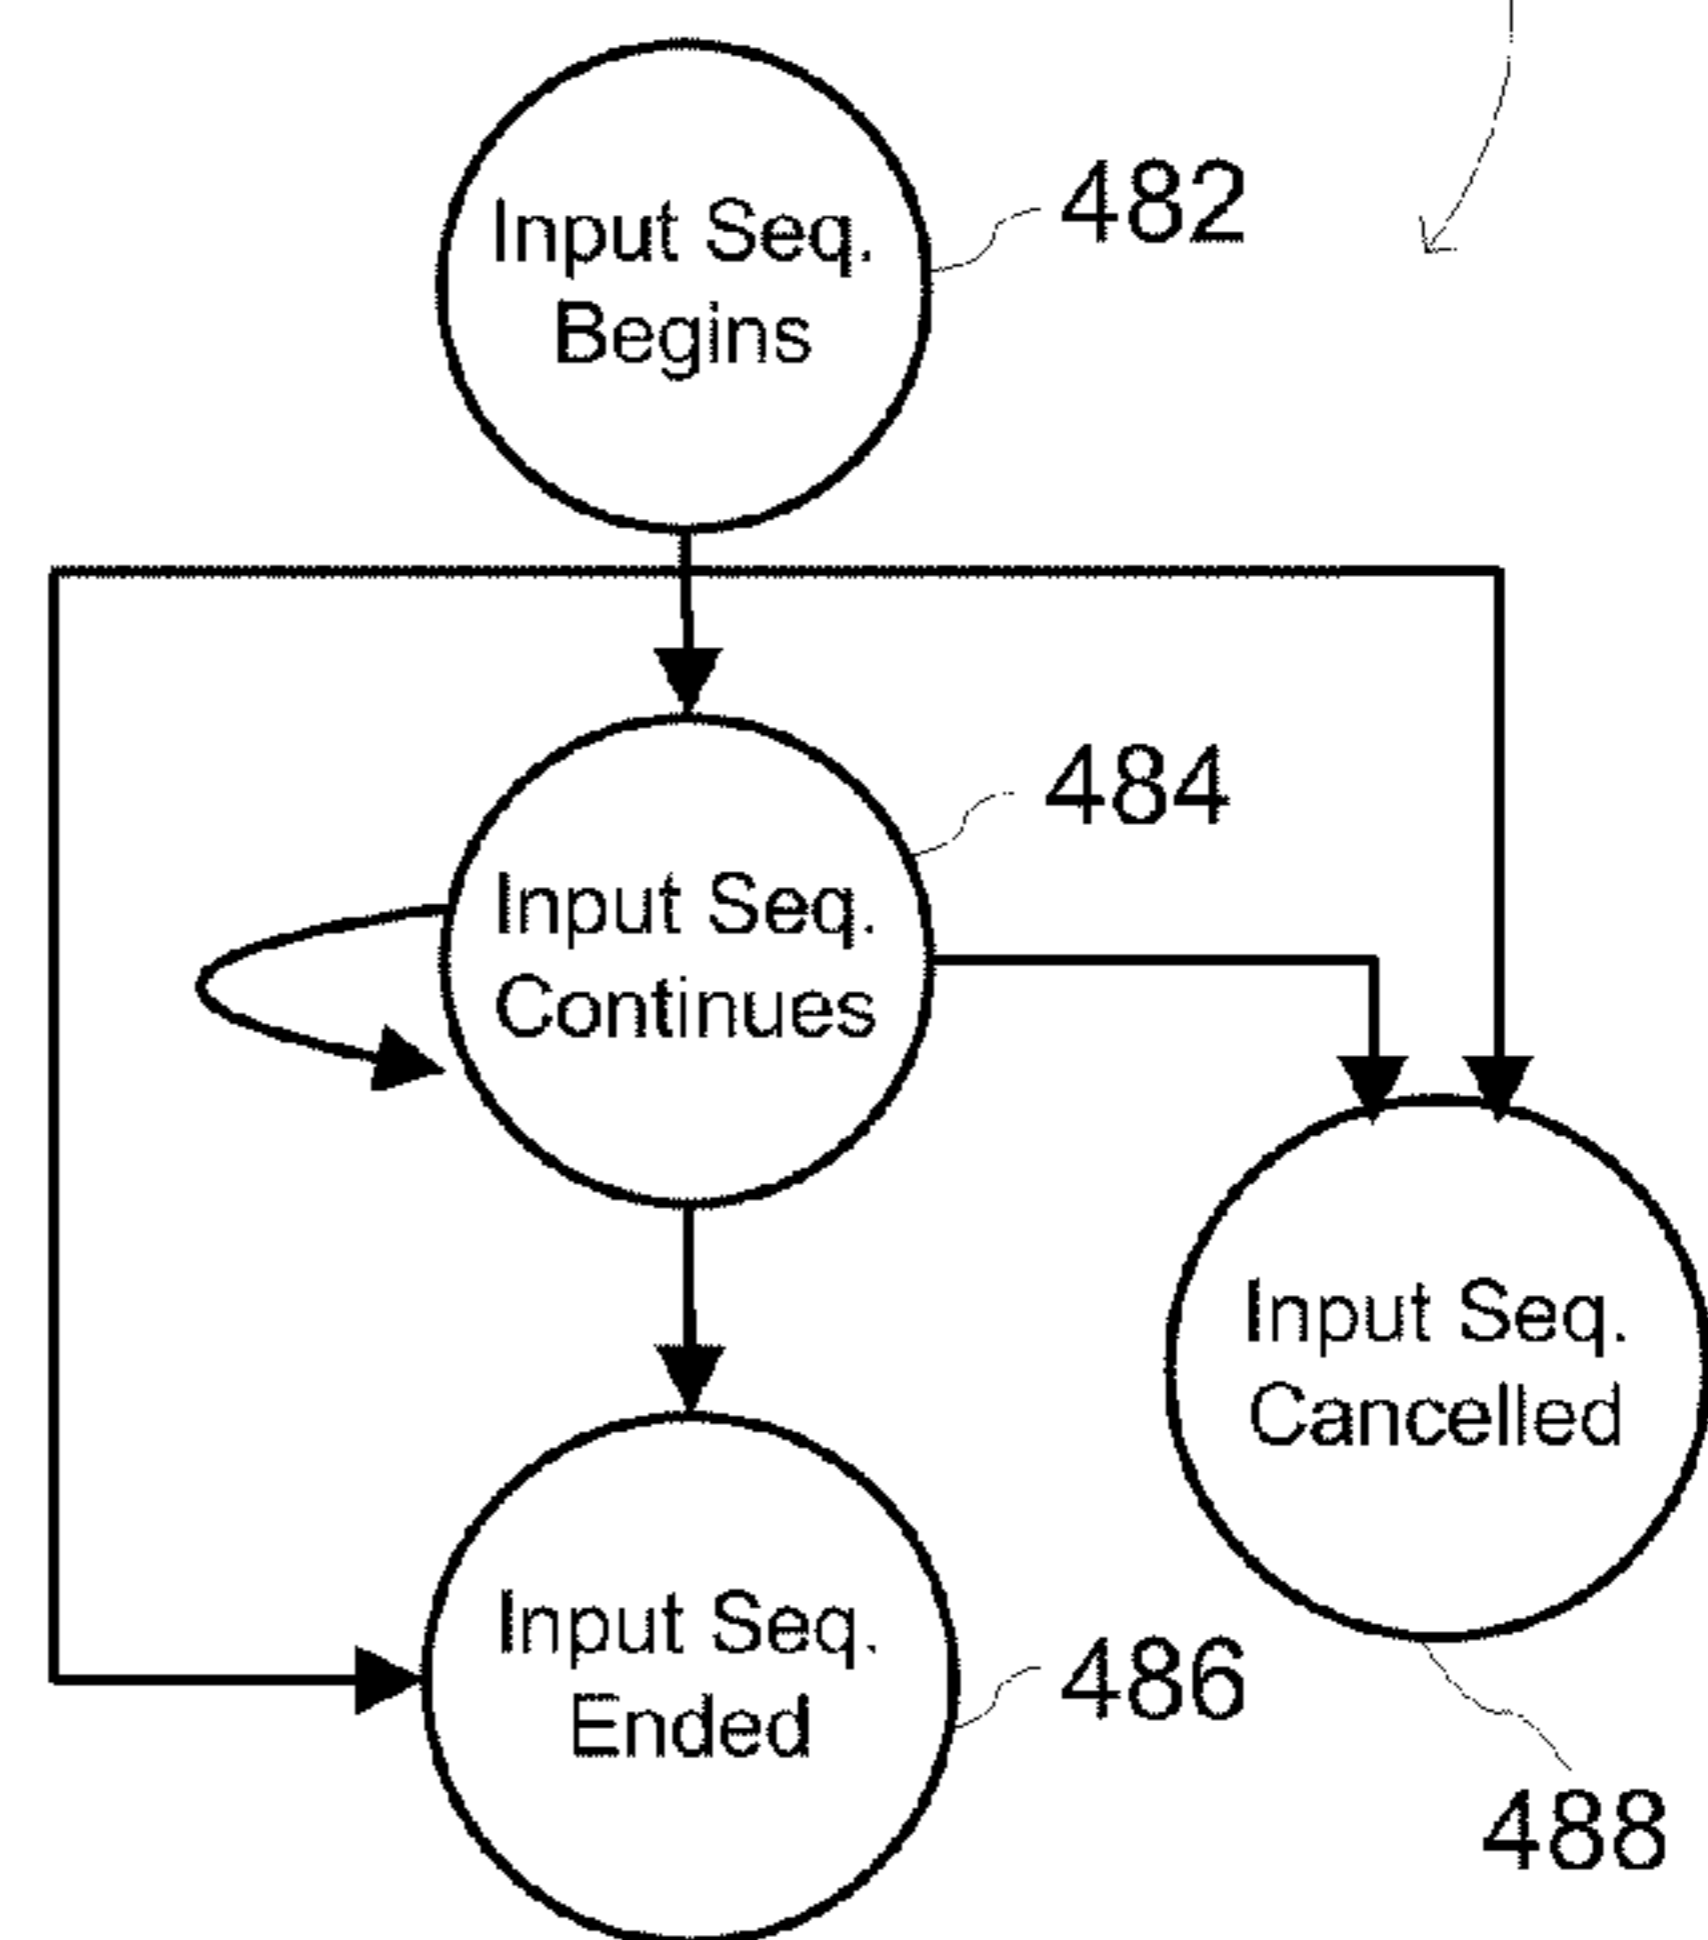 Input Seq.
Begins
482
484
Input Seq.
Continues
Input Seq.
Cancelled
Input Seq.
Ended
486
488